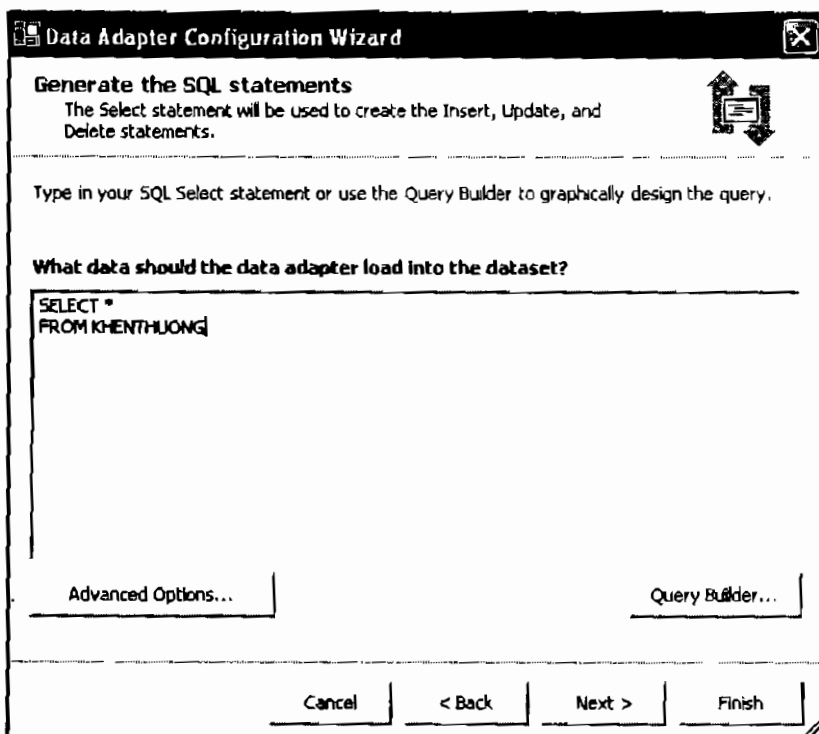 Data Adapter Configuration Wizard
Generate the SQL statements
The Select statement will be used to create the Insert, Update, and
Delete statements.
Type in your SQL Select statement or use the Query Builder to graphically design the query.
What data should the data adapter load into the dataset?
SELECT *
FROM KHENTHUONG
Advanced Options...
Query Builder...
Cancel
< Back
Next >
Finish